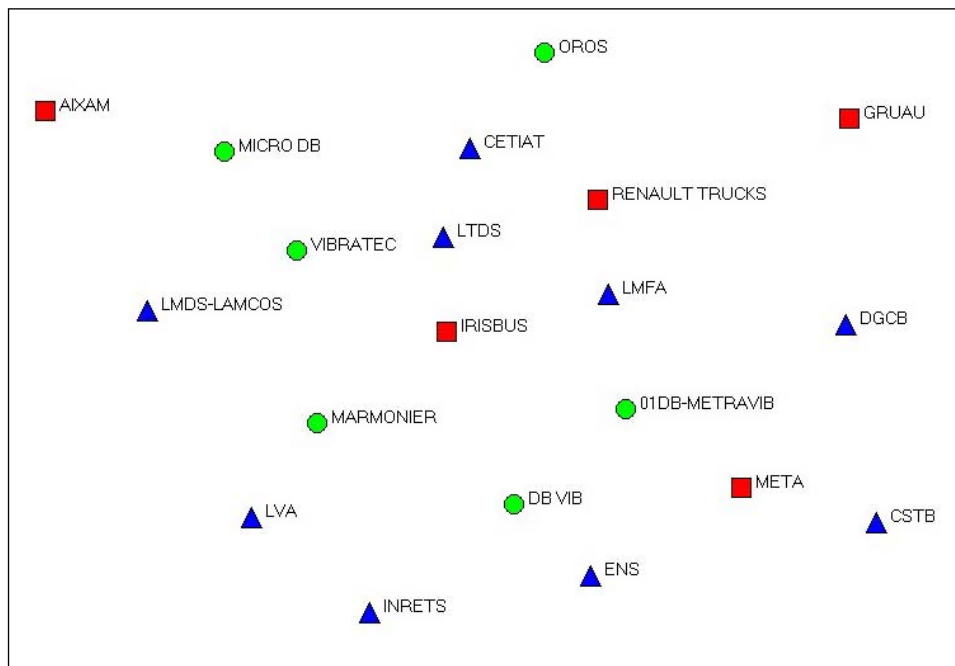 OROS
AIXAM
GRUAU
MICRO DB
CETIAT
RENAULT TRUCKS
LTDS
VIBRATEC
LMFA
LMDS-LAMCOS
DGCB
IRISBUS
01DB-METRAVIB
MARMONIER
META
DB VIB
LVA
CSTB
ENS
INRETS